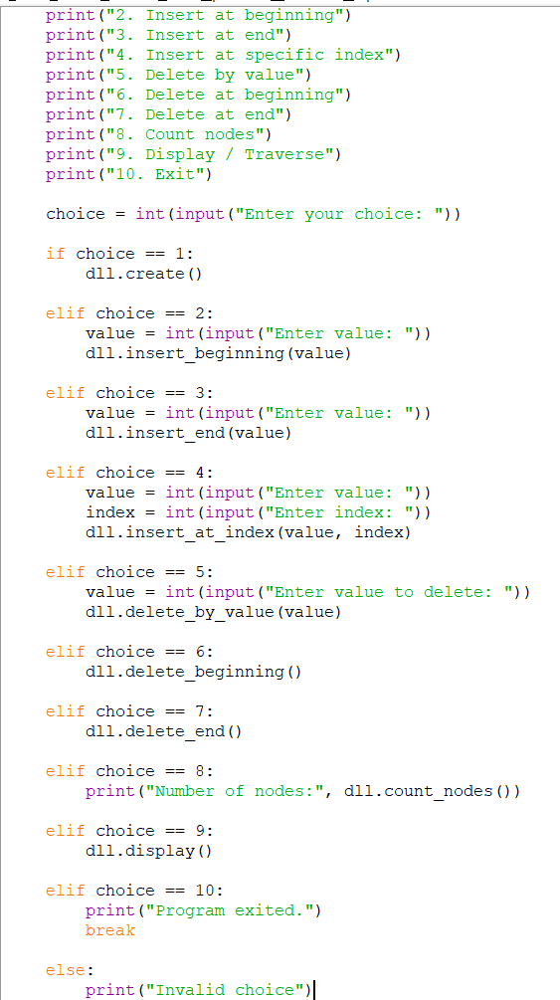 print("2. Insert at beginning")
print("3. Insert at end")
print("4. Insert at specific index")
print("5. Delete by value")
print("6. Delete at beginning")
print("7. Delete at end")
print("8. Count nodes")
print("9. Display / Traverse")
print("10. Exit")

choice = int(input("Enter your choice: "))

if choice == 1:
    dll.create()

elif choice == 2:
    value = int(input("Enter value: "))
    dll.insert_beginning(value)

elif choice == 3:
    value = int(input("Enter value: "))
    dll.insert_end(value)

elif choice == 4:
    value = int(input("Enter value: "))
    index = int(input("Enter index: "))
    dll.insert_at_index(value, index)

elif choice == 5:
    value = int(input("Enter value to delete: "))
    dll.delete_by_value(value)

elif choice == 6:
    dll.delete_beginning()

elif choice == 7:
    dll.delete_end()

elif choice == 8:
    print("Number of nodes:", dll.count_nodes())

elif choice == 9:
    dll.display()

elif choice == 10:
    print("Program exited.")
    break

else:
    print("Invalid choice")